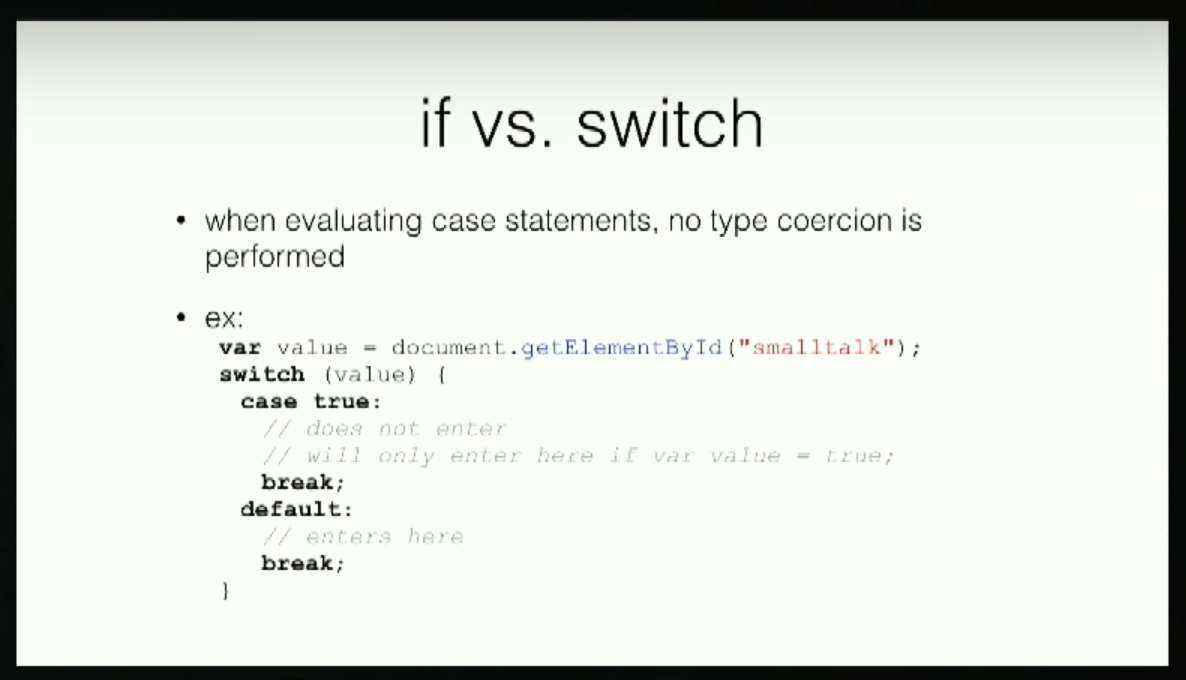 if vs. switch
• when evaluating case statements, no type coercion is
performed
• ex:
var value = document.getElementById("smalltalk");
switch (value) {
case true:
// does not enter
// will only enter here if var value = true;
break;
default:
// enters here
break;
}